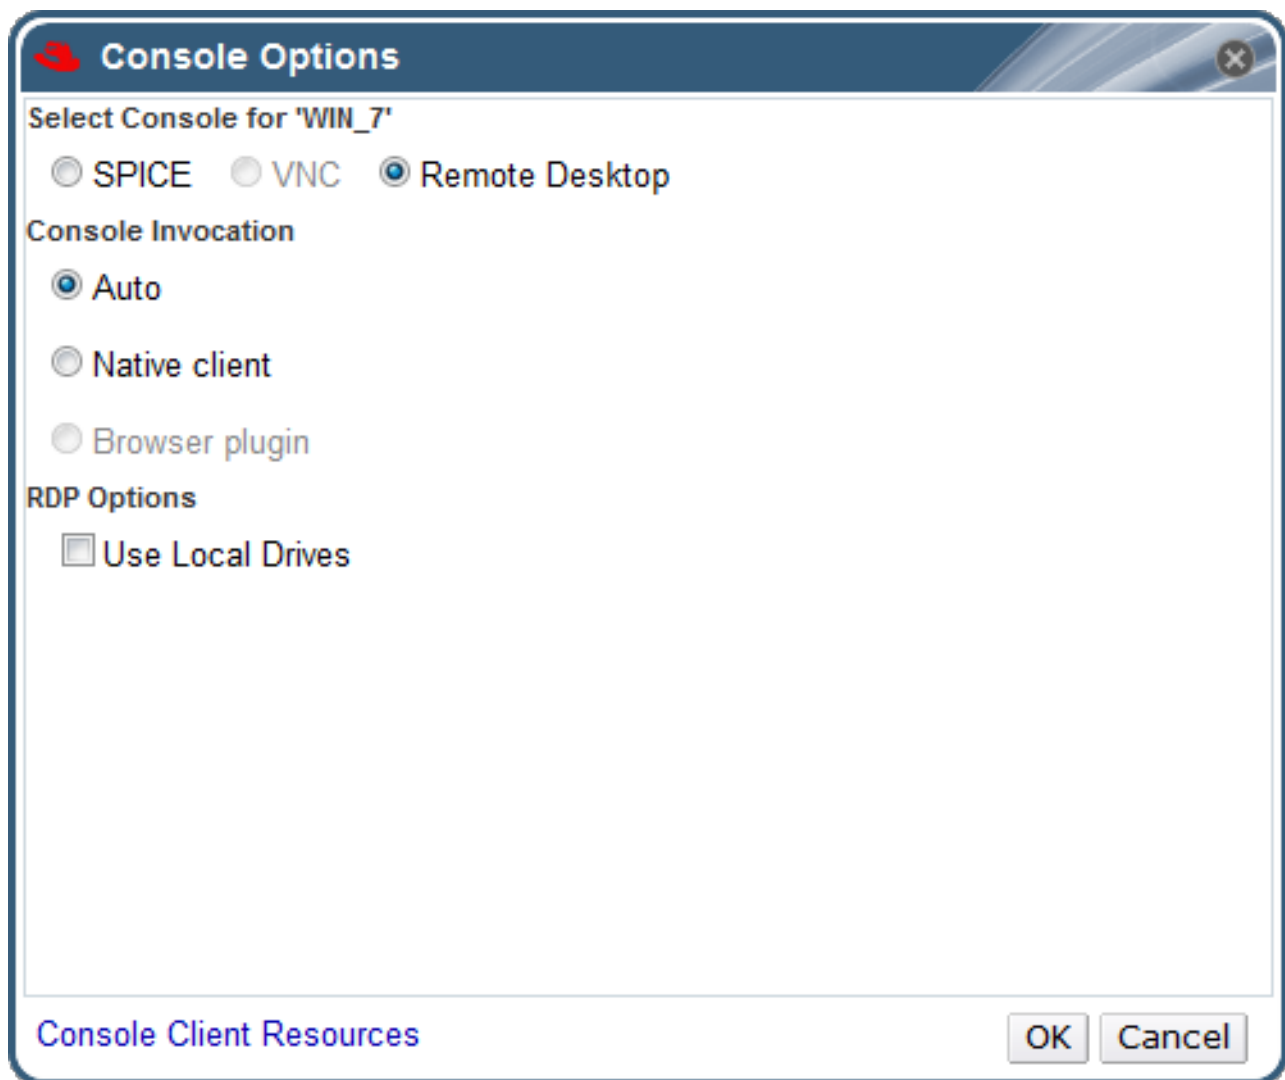 Console Options
Select Console for 'WIN_7'
SPICE VNC Remote Desktop
Console Invocation
Auto
Native client
Browser plugin
RDP Options
Use Local Drives
Console Client Resources OK Cancel